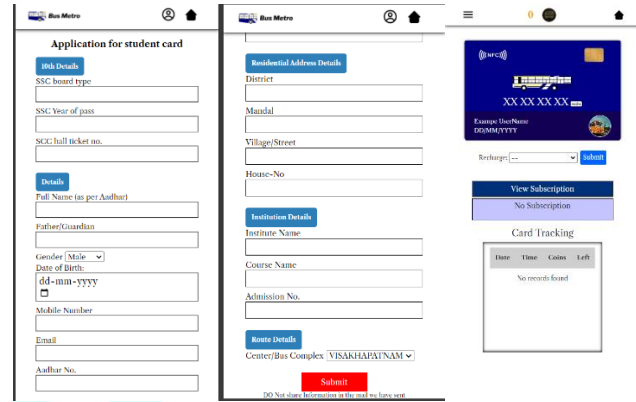 Bus Metro
Application for student card
10th Details
SSC board type
SSC Year of pass
SCC hall ticket no.
Details
Full Name (as per Aadhar)
Father/Guardian
Gender Male
Date of Birth:
dd-mm-yyyy
Mobile Number
Email
Aadhar No.
Bus Metro
Residential Address Details
District
Mandal
Village/Street
House-No
Institution Details
Institute Name
Course Name
Admission No.
Route Details
Center/Bus Complex VISAKHAPATNAM
Submit
DO Not share Information in the mail we have sent
0
((NFC))
XX XX XX XX
Exampe UserName
DD/MM/YYYY
Recharge: -- Submit
View Subscription
No Subscription
Card Tracking
Date Time Coins Left
No records found